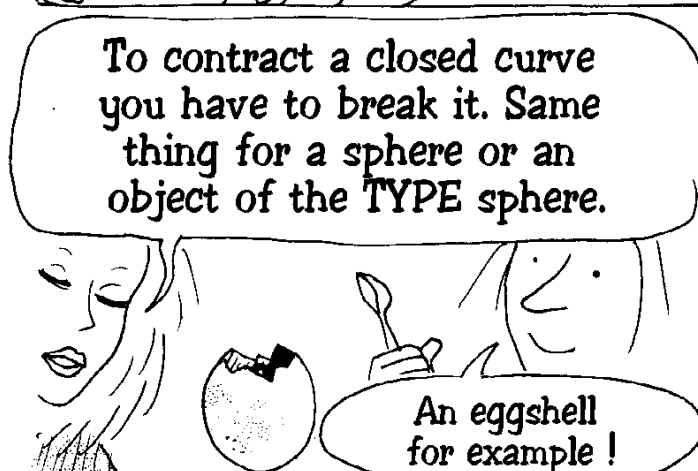 To contract a closed curve
you have to break it. Same
thing for a sphere or an
object of the TYPE sphere.
An eggshell
for example !